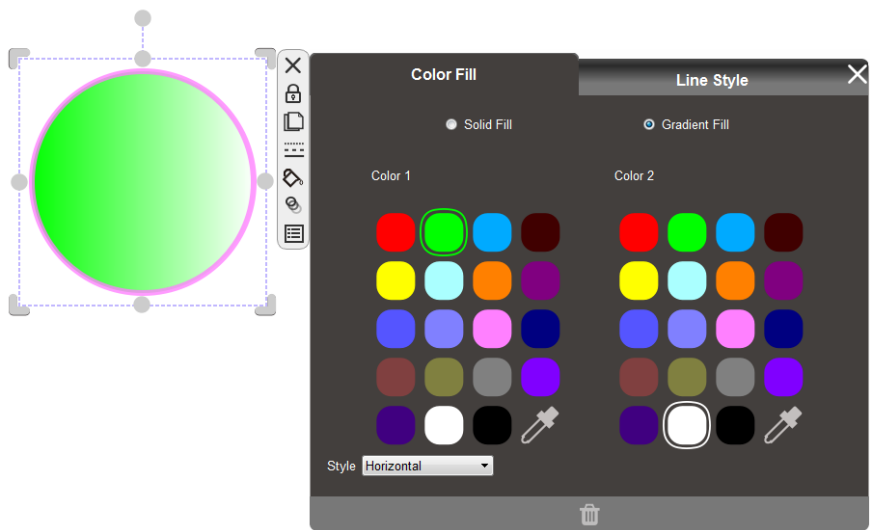 Color Fill
Line Style
Solid Fill
Gradient Fill
Color 1
Color 2
Style Horizontal